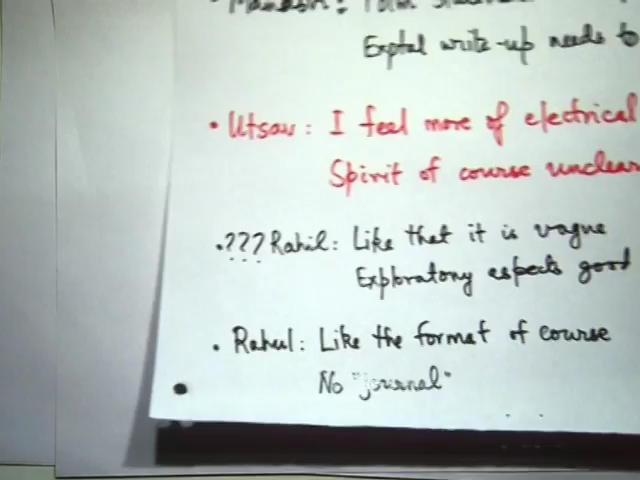 Exptal write-up needs to
• Utsav: I feel more of electrical
Spirit of course unclear
• ??? Rahil: Like that it is vague
Exploratory aspects good
• Rahul: Like the format of course
No "journal"